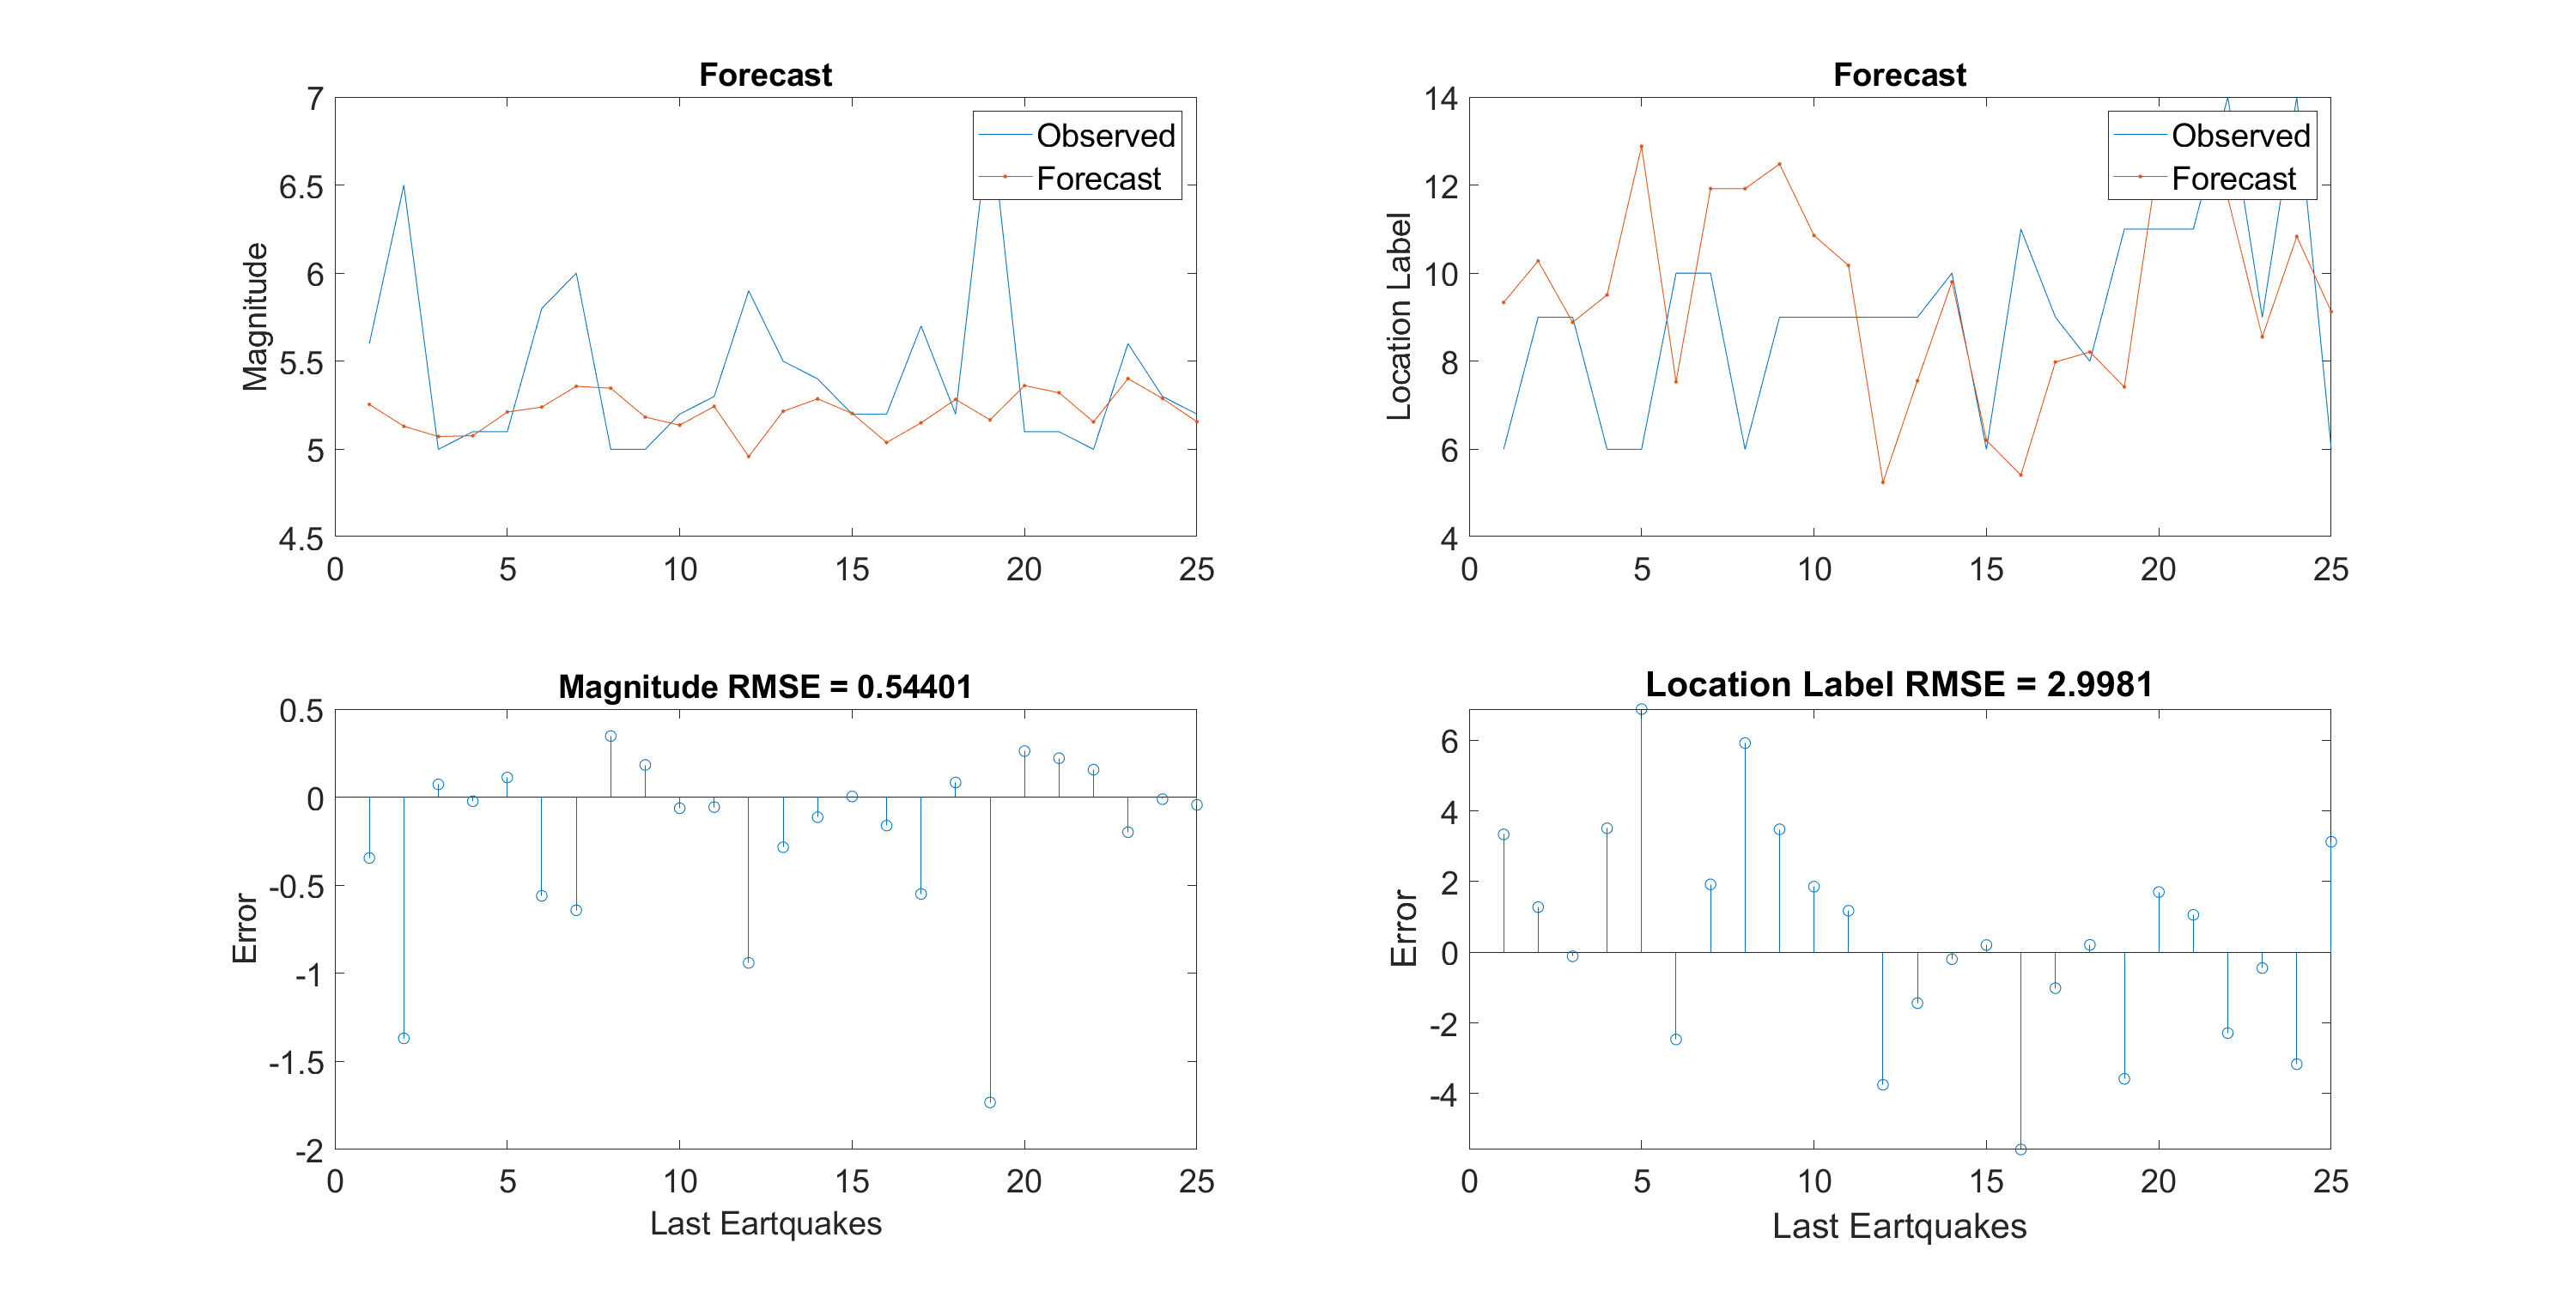 Forecast
7
6.5
6
5.5
5
4.5
Magnitude
Observed
Forecast
0 5 10 15 20 25
Forecast
14
12
10
8
6
4
Location Label
Observed
Forecast
0 5 10 15 20 25
Magnitude RMSE = 0.54401
0.5
0
-0.5
-1
-1.5
-2
Error
0 5 10 15 20 25
Last Eartquakes
Location Label RMSE = 2.9981
6
4
2
0
-2
-4
Error
0 5 10 15 20 25
Last Eartquakes